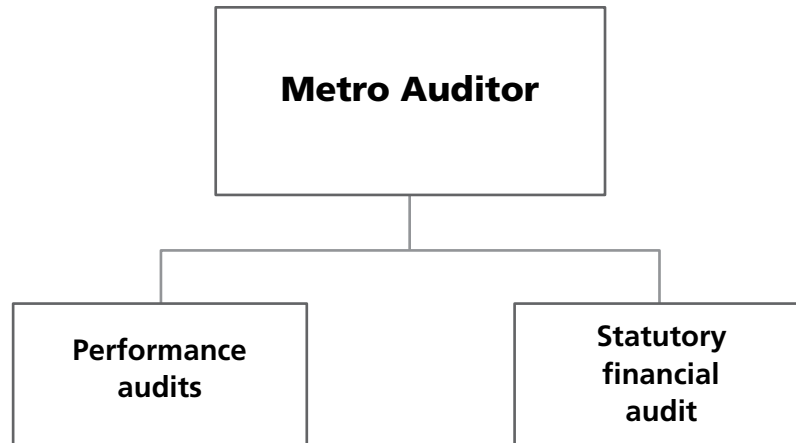 Metro Auditor
Performance
audits
Statutory
financial
audit